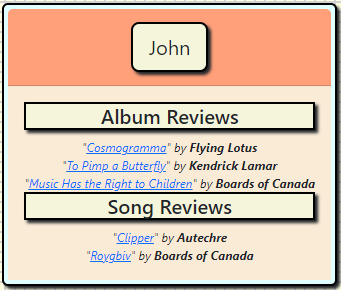 John
Album Reviews
"Cosmogramma" by Flying Lotus
"To Pimp a Butterfly" by Kendrick Lamar
"Music Has the Right to Children" by Boards of Canada
Song Reviews
"Clipper" by Autechre
"Roygbiv" by Boards of Canada